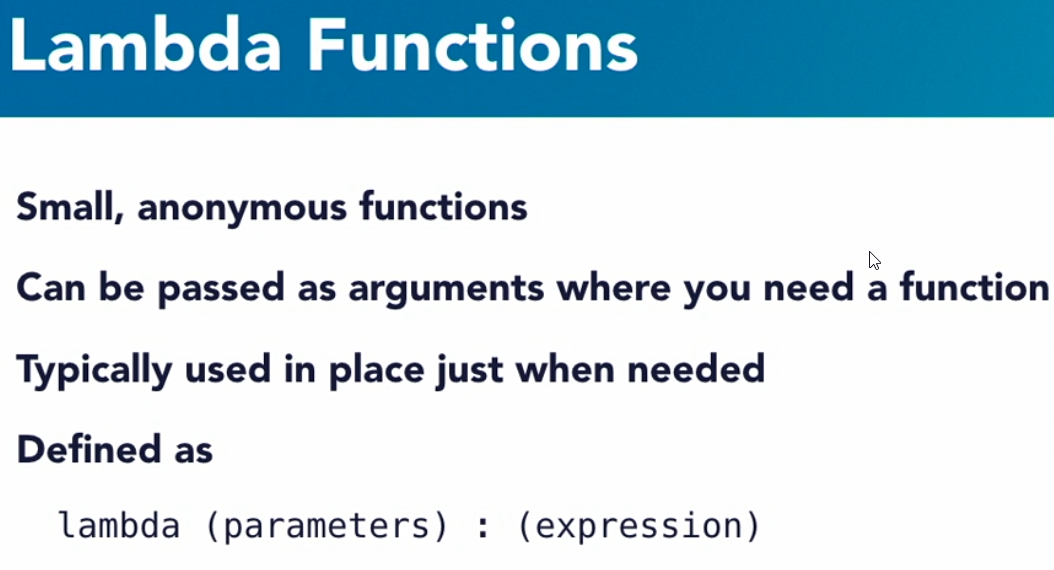 Lambda Functions
Small, anonymous functions
Can be passed as arguments where you need a function
Typically used in place just when needed
Defined as
lambda (parameters) : (expression)